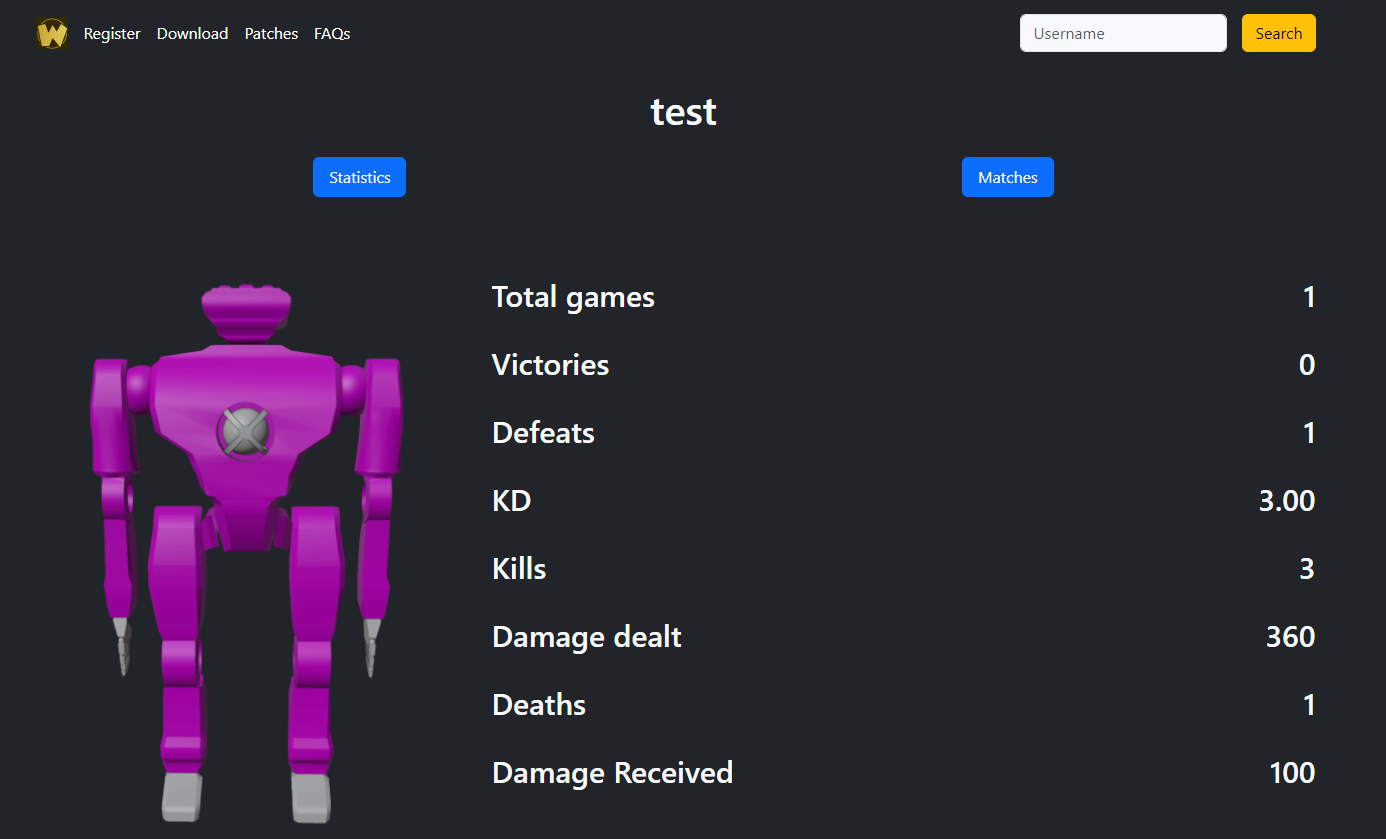 W Register Download Patches FAQs Username Search
test
Statistics Matches
Total games 1
Victories 0
Defeats 1
KD 3.00
Kills 3
Damage dealt 360
Deaths 1
Damage Received 100